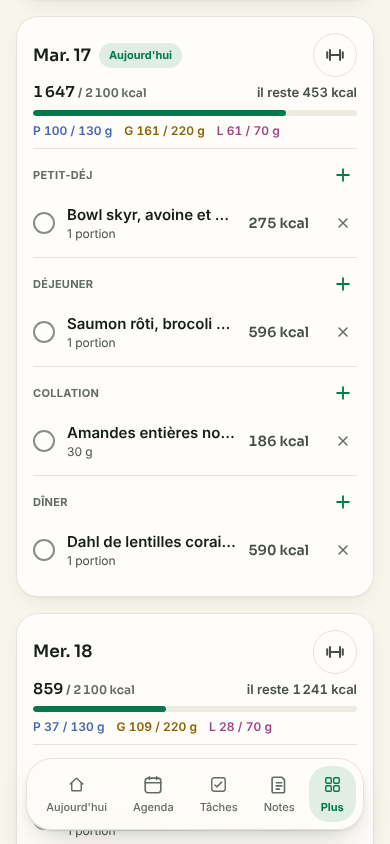 Mar. 17 Aujourd'hui
1 647 / 2 100 kcal il reste 453 kcal
P 100 / 130 g G 161 / 220 g L 61 / 70 g
PETIT-DÉJ
Bowl skyr, avoine et ... 275 kcal
1 portion
DÉJEUNER
Saumon rôti, brocoli ... 596 kcal
1 portion
COLLATION
Amandes entières no... 186 kcal
30 g
DÎNER
Dahl de lentilles corai... 590 kcal
1 portion
Mer. 18
859 / 2 100 kcal il reste 1 241 kcal
P 37 / 130 g G 109 / 220 g L 28 / 70 g
Aujourd'hui Agenda Tâches Notes Plus
1 portion